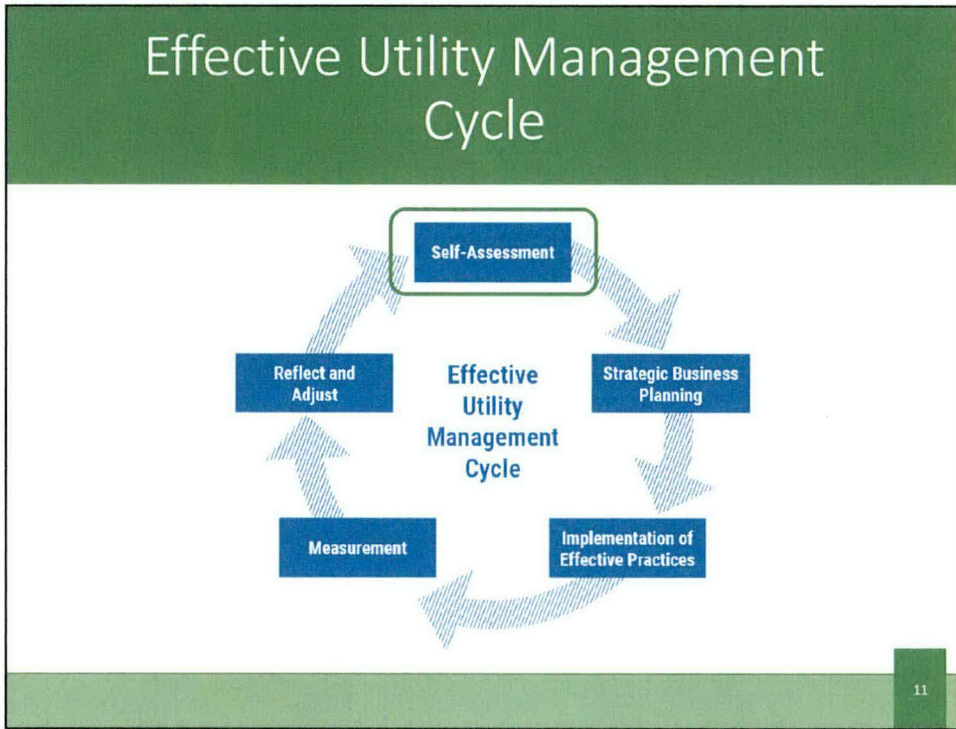 Effective Utility Management
Cycle
Self-Assessment
Strategic Business
Planning
Implementation of
Effective Practices
Measurement
Reflect and
Adjust
Effective
Utility
Management
Cycle
11